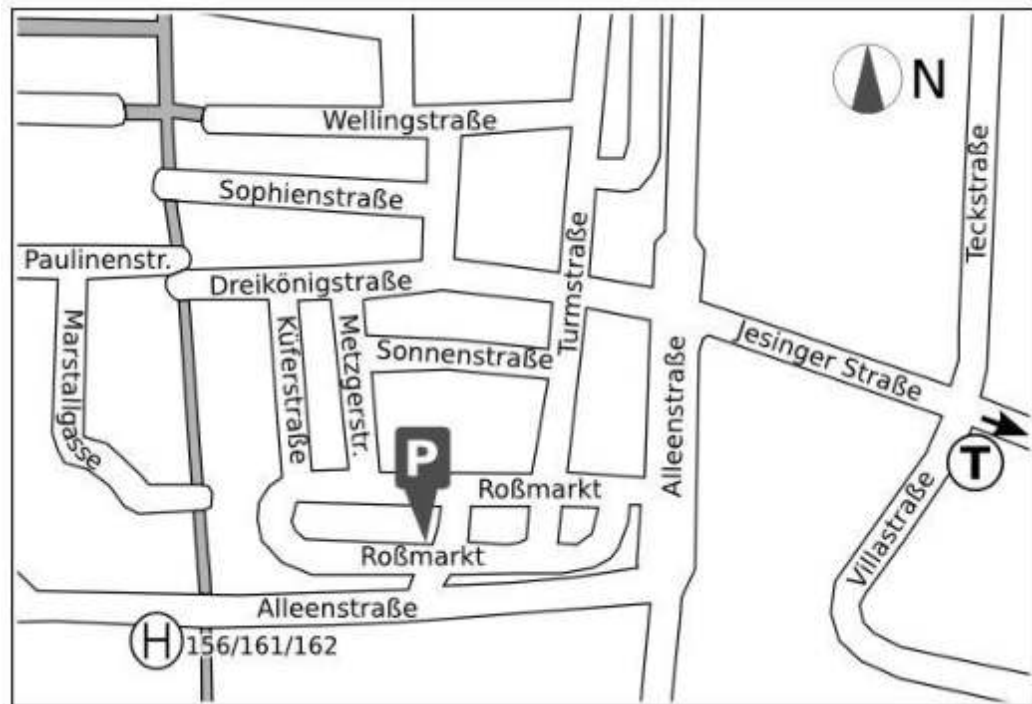 N
Wellingstraße
Sophienstraße
Teckstraße
Paulinenstr.
Dreikönigstraße
Turmstraße
Marstallgasse
Küferstraße
Metzgerstr.
Sonnenstraße
Jesinger Straße
Alleenstraße
P
T
Roßmarkt
Roßmarkt
Villastraße
Alleenstraße
H 156/161/162